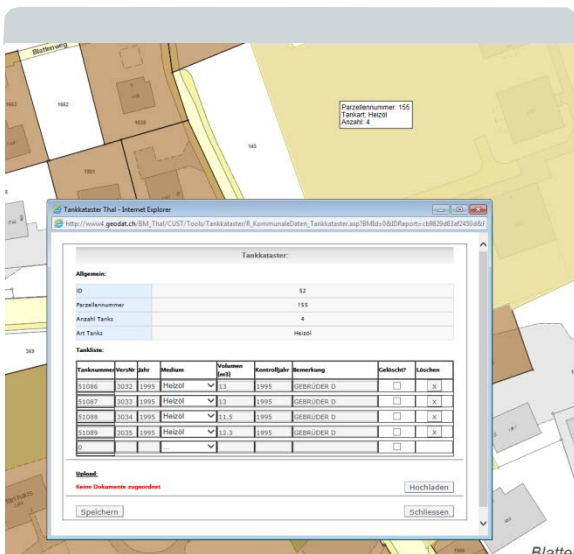 Blattenweg
1663
1662
1638
1661
140
Parzellennummer: 155
Tankart: Heizöl
Anzahl: 4
Tankkataster Thal - Internet Explorer
Tankkataster:
Allgemein:
ID 52
Parzellennummer 155
Anzahl Tanks 4
Art Tanks Heizöl
Tankliste:
Tanknummer VersNr Jahr Medium Volumen [m3] Kontrolljahr Bemerkung Gelöscht? Löschen
51086 3032 1995 Heizöl 13 1995 GEBRÜDER D X
51087 3033 1995 Heizöl 13 1995 GEBRÜDER D X
51088 3034 1995 Heizöl 11.5 1995 GEBRÜDER D X
51089 3035 1995 Heizöl 12.3 1995 GEBRÜDER D X
0 ...
Upload:
Keine Dokumente zugeordnet
Hochladen
Speichern Schliessen
Blatte